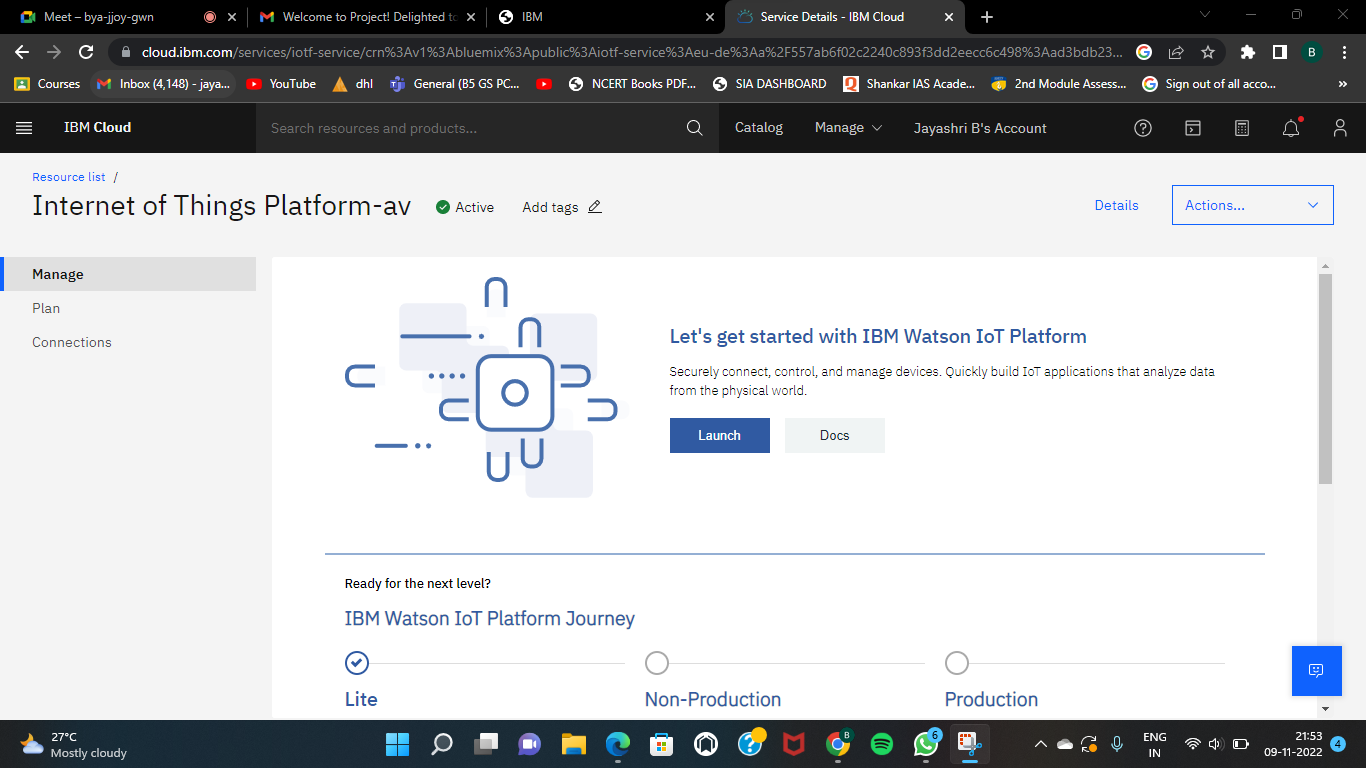 Meet – bya-jjoy-gwn
Welcome to Project! Delighted to
IBM
Service Details - IBM Cloud
cloud.ibm.com/services/iotf-service/crn%3Av1%3Abluemix%3Apublic%3Aiotf-service%3Aeu-de%3Aa%2F557ab6f02c2240c893f3dd2eecc6c498%3Aad3bdb23...
B
Courses
Inbox (4,148) - jaya...
YouTube
dhl
General (B5 GS PC...
NCERT Books PDF...
SIA DASHBOARD
Shankar IAS Acade...
2nd Module Assess...
Sign out of all acco...
»
IBM Cloud
Search resources and products...
Catalog
Manage
Jayashri B's Account
Resource list /
Internet of Things Platform-av
Active
Add tags
Details
Actions...
Manage
Plan
Connections
Let's get started with IBM Watson IoT Platform
Securely connect, control, and manage devices. Quickly build IoT applications that analyze data
from the physical world.
Launch
Docs
Ready for the next level?
IBM Watson IoT Platform Journey
Lite
Non-Production
Production
27°C
Mostly cloudy
B
6
ENG
IN
21:53
09-11-2022
4